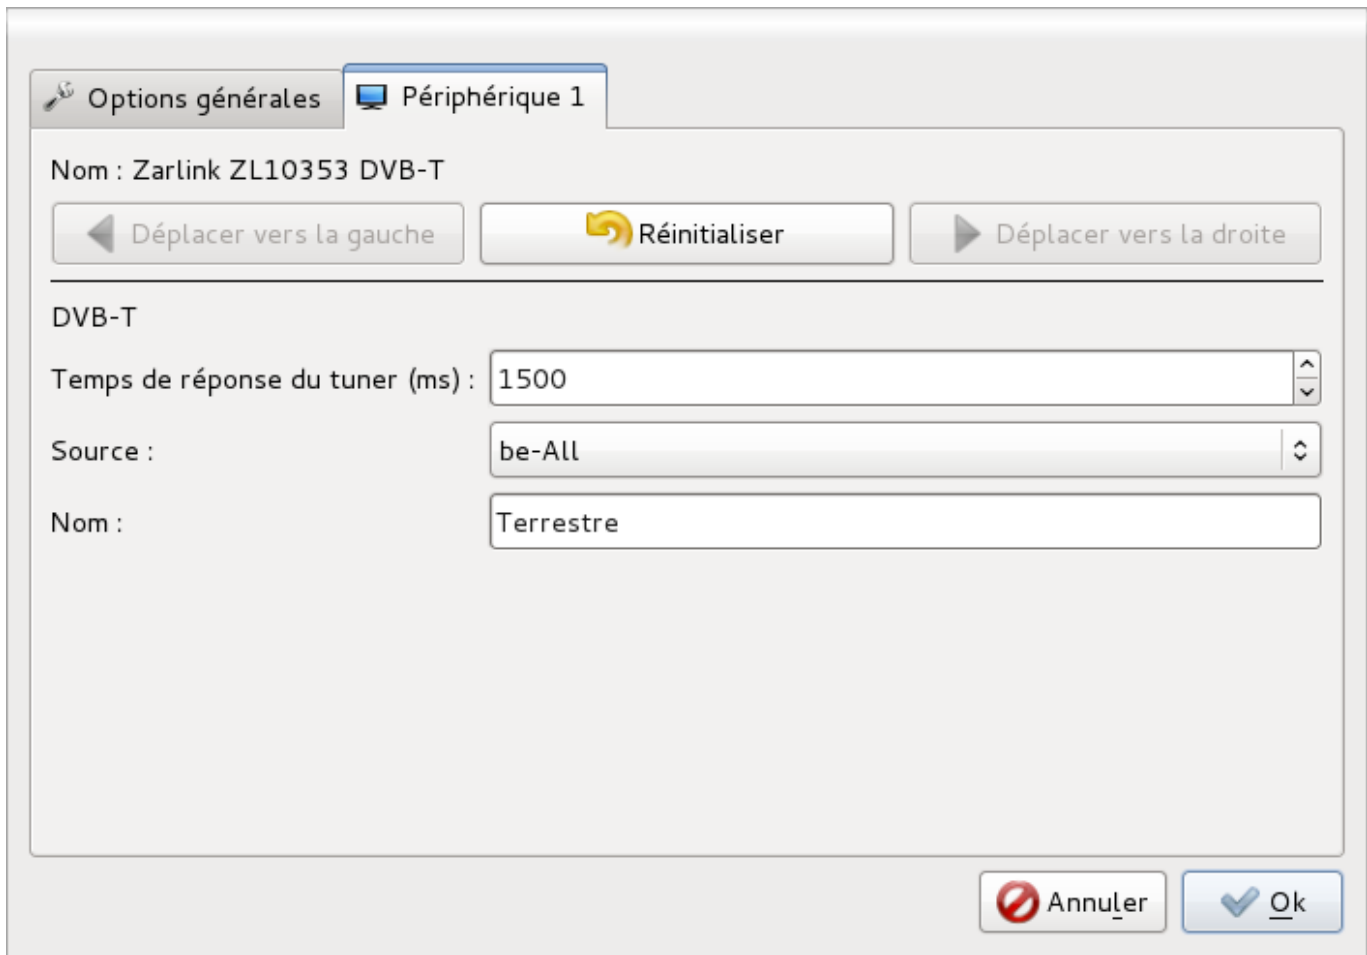 Options générales
Périphérique 1
Nom : Zarlink ZL10353 DVB-T
Déplacer vers la gauche
Réinitialiser
Déplacer vers la droite
DVB-T
Temps de réponse du tuner (ms) : 1500
Source : be-All
Nom : Terrestre
Annuler
Ok